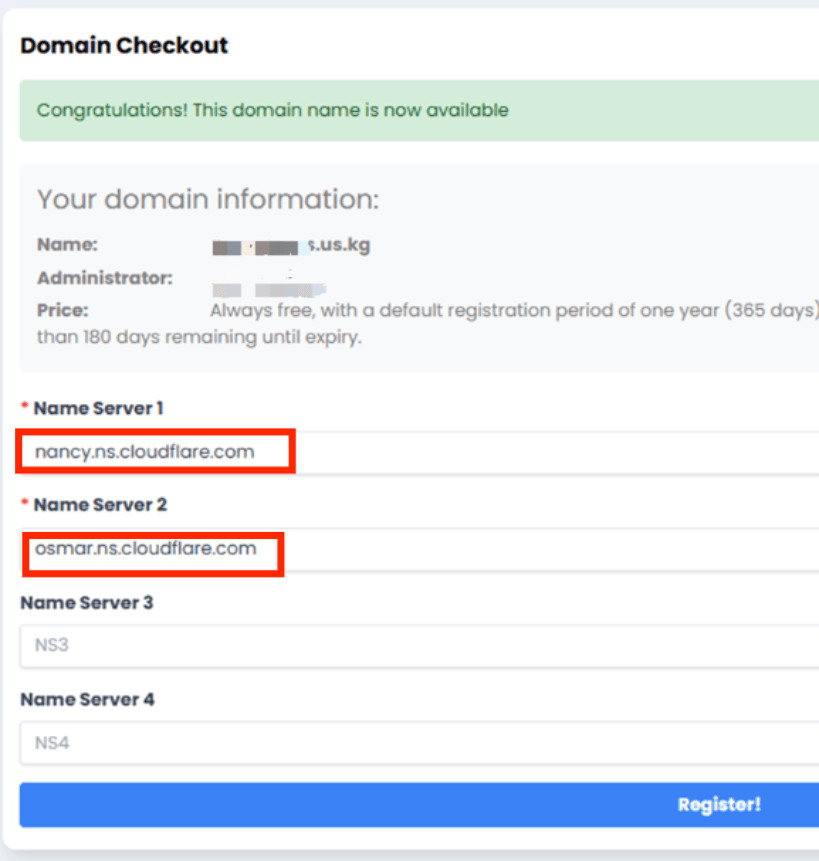 Domain Checkout
Congratulations! This domain name is now available
Your domain information:
Name: s.us.kg
Administrator:
Price: Always free, with a default registration period of one year (365 days)
than 180 days remaining until expiry.
* Name Server 1
nancy.ns.cloudflare.com
* Name Server 2
osmar.ns.cloudflare.com
Name Server 3
NS3
Name Server 4
NS4
Register!